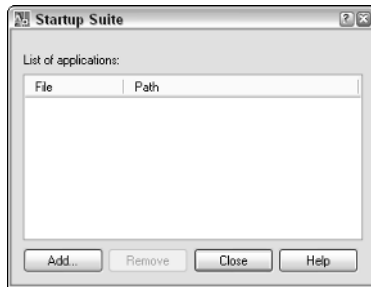 Startup Suite
List of applications:
File Path
Add... Remove Close Help